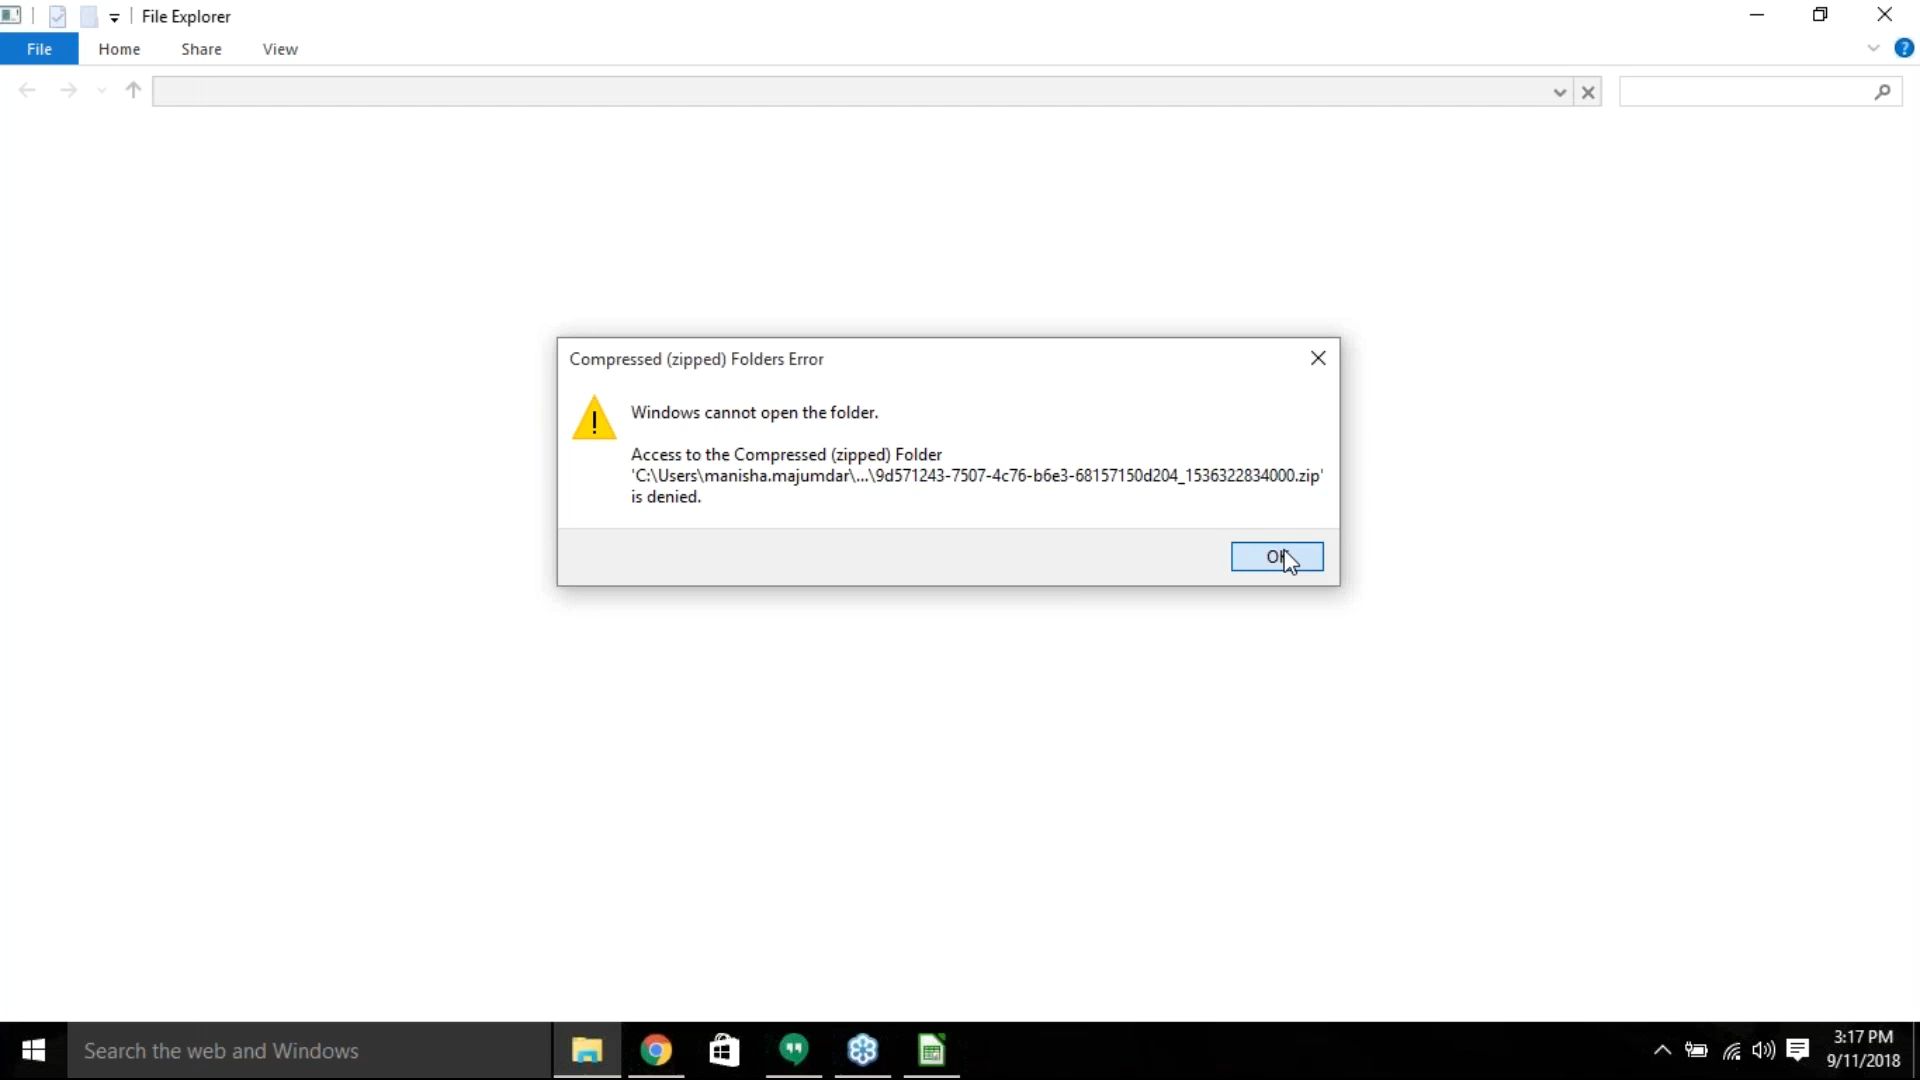 File Explorer
File Home Share View
Compressed (zipped) Folders Error
Windows cannot open the folder.
Access to the Compressed (zipped) Folder
'C:\Users\manisha.majumdar\...\9d571243-7507-4c76-b6e3-68157150d204_1536322834000.zip'
is denied.
OK
Search the web and Windows
3:17 PM
9/11/2018